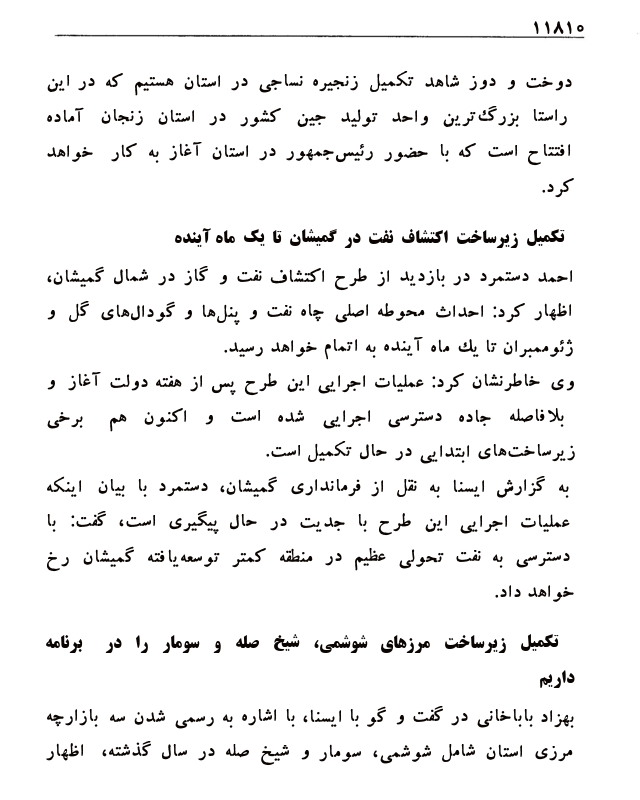 ۱۱۸۱۰
دوخت و دوز شاهد تکمیل زنجیره نساجی در استان هستیم که در این
راستا بزرگ‌ترین واحد تولید جین کشور در استان زنجان آماده
افتتاح است که با حضور رئیس‌جمهور در استان آغاز به کار خواهد
کرد.
تکمیل زیرساخت اکتشاف نفت در گمیشان تا یک ماه آینده
احمد دستمرد در بازدید از طرح اکتشاف نفت و گاز در شمال گمیشان،
اظهار کرد: احداث محوطه اصلی چاه نفت و پنل‌ها و گودال‌های گل و
ژئوممبران تا یك ماه آینده به اتمام خواهد رسید.
وی خاطرنشان کرد: عملیات اجرایی این طرح پس از هفته دولت آغاز و
بلافاصله جاده دسترسی اجرایی شده است و اکنون هم برخی
زیرساخت‌های ابتدایی در حال تکمیل است.
به گزارش ایسنا به نقل از فرمانداری گمیشان، دستمرد با بیان اینکه
عملیات اجرایی این طرح با جدیت در حال پیگیری است، گفت: با
دسترسی به نفت تحولی عظیم در منطقه کمتر توسعه‌یافته گمیشان رخ
خواهد داد.
تکمیل زیرساخت مرزهای شوشمی، شیخ صله و سومار را در برنامه
داریم
بهزاد باباخانی در گفت و گو با ایسنا، با اشاره به رسمی شدن سه بازارچه
مرزی استان شامل شوشمی، سومار و شیخ صله در سال گذشته، اظهار